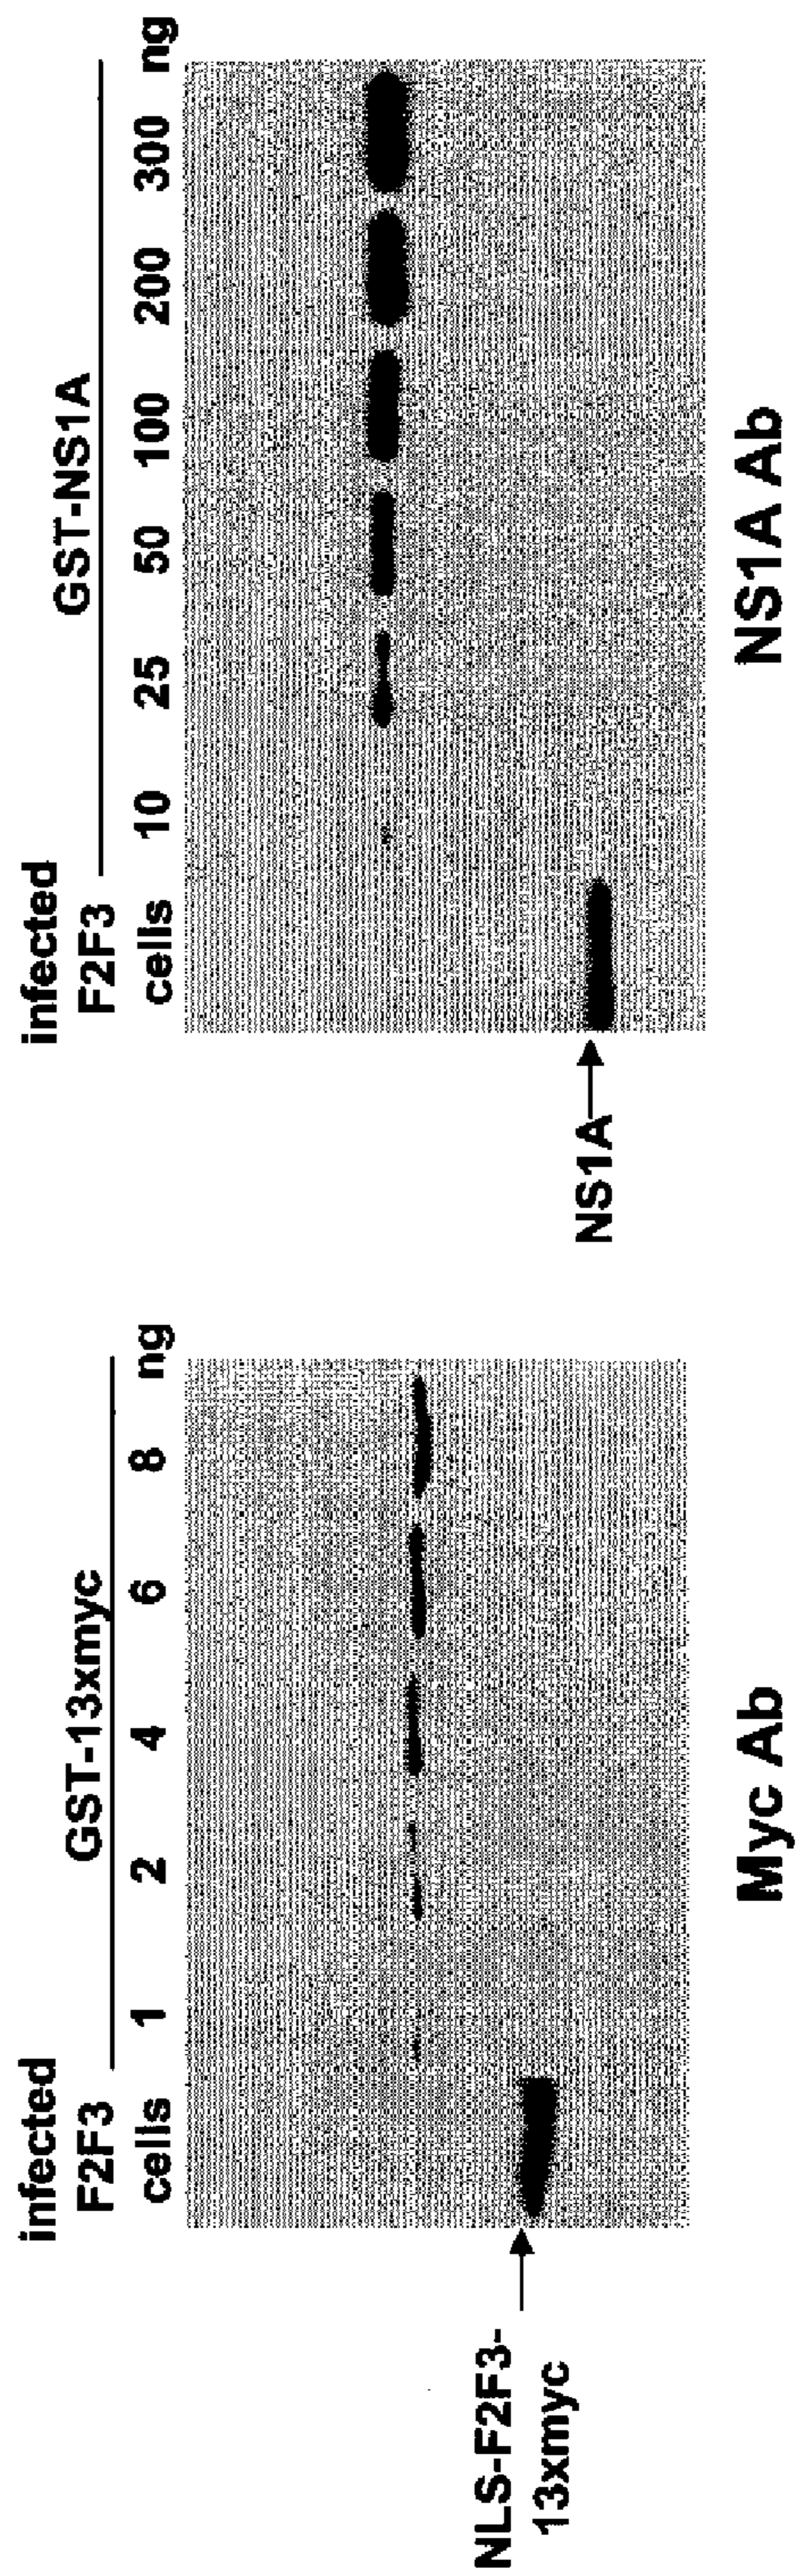 infected
F2F3
cells
GST-13xmyc
1 2 4 6 8 ng
NLS-F2F3-
13xmyc
Myc Ab
infected
F2F3
cells
GST-NS1A
10 25 50 100 200 300 ng
NS1A
NS1A Ab